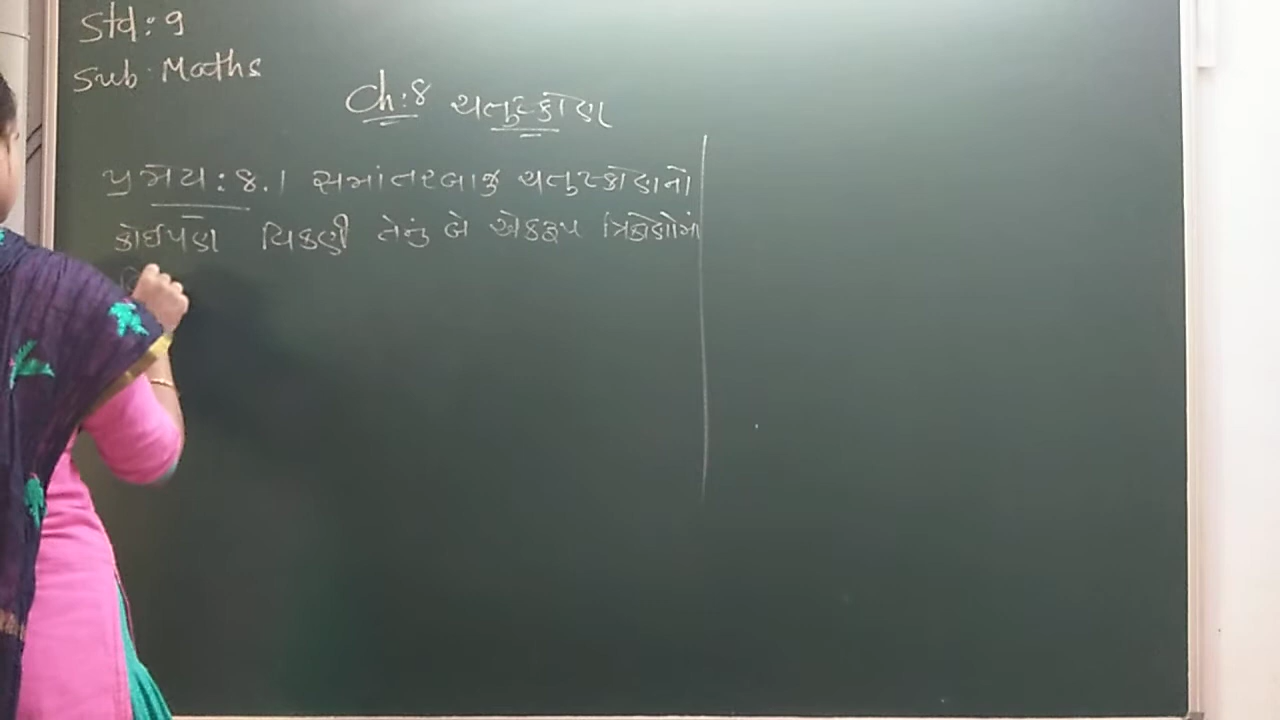 Std: 9
Sub: Maths
Ch:8 ચતુષ્કોણ
પ્રમેય: 8.1 સમાંતરબાજુ ચતુષ્કોણનો
કોઈપણ વિકર્ણ તેનું બે એકરૂપ ત્રિકોણોમાં